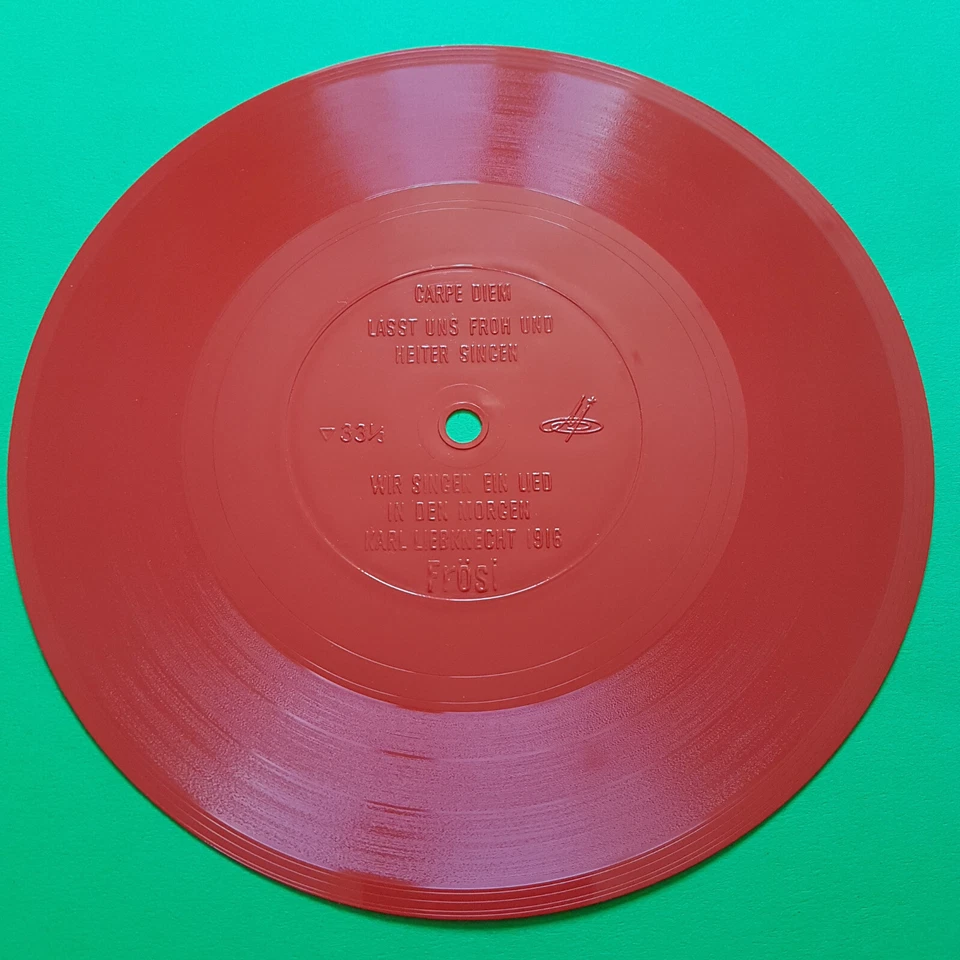 CARPE DIEM
LASST UNS FROH UND
HEITER SINGEN
▽33⅓
WIR SINGEN EIN LIED
IN DEN MORGEN
KARL LIEBKNECHT 1916
Frösi